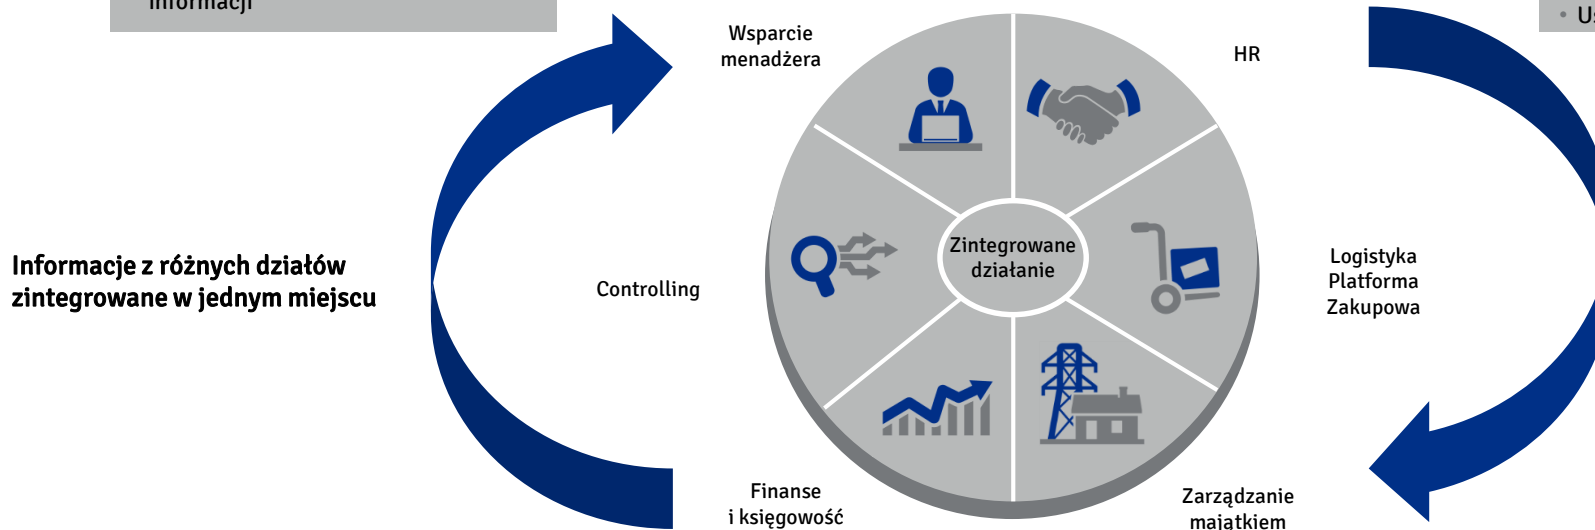 informacji
Wsparcie
menadżera
HR
Informacje z różnych działów
zintegrowane w jednym miejscu
Controlling
Zintegrowane
działanie
Logistyka
Platforma
Zakupowa
Finanse
i księgowość
Zarządzanie
majątkiem